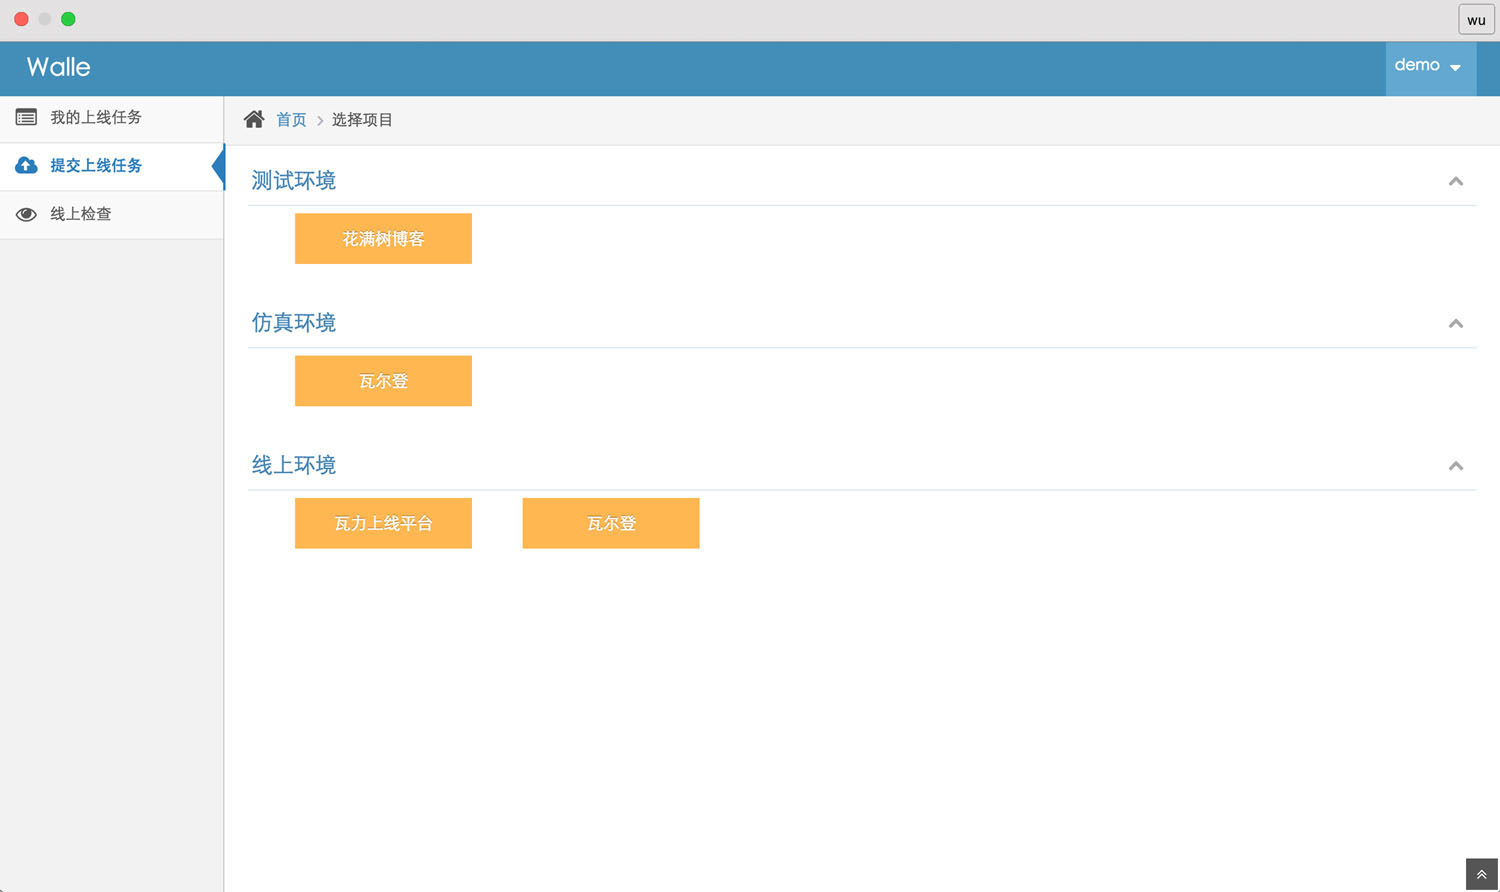 wu
Walle
demo
我的上线任务
提交上线任务
线上检查
首页 选择项目
测试环境
花满树博客
仿真环境
瓦尔登
线上环境
瓦力上线平台 瓦尔登